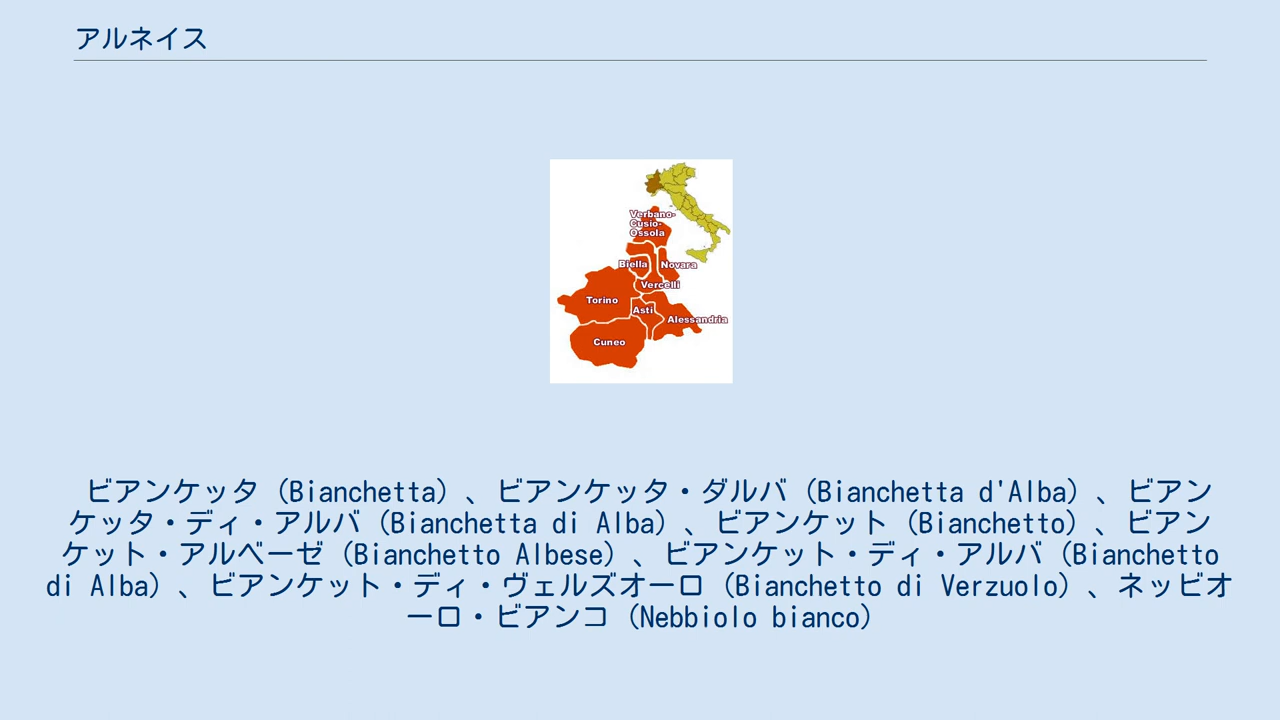 アルネイス
Verbano-
Cusio-
Ossola
Biella
Novara
Vercelli
Torino
Asti
Alessandria
Cuneo
ビアンケッタ (Bianchetta) 、ビアンケッタ・ダルバ (Bianchetta d'Alba) 、ビアン
ケッタ・ディ・アルバ (Bianchetta di Alba) 、ビアンケット (Bianchetto) 、ビアン
ケット・アルベーゼ (Bianchetto Albese) 、ビアンケット・ディ・アルバ (Bianchetto
di Alba) 、ビアンケット・ディ・ヴェルズオーロ (Bianchetto di Verzuolo) 、ネッビオ
ーロ・ビアンコ (Nebbiolo bianco)